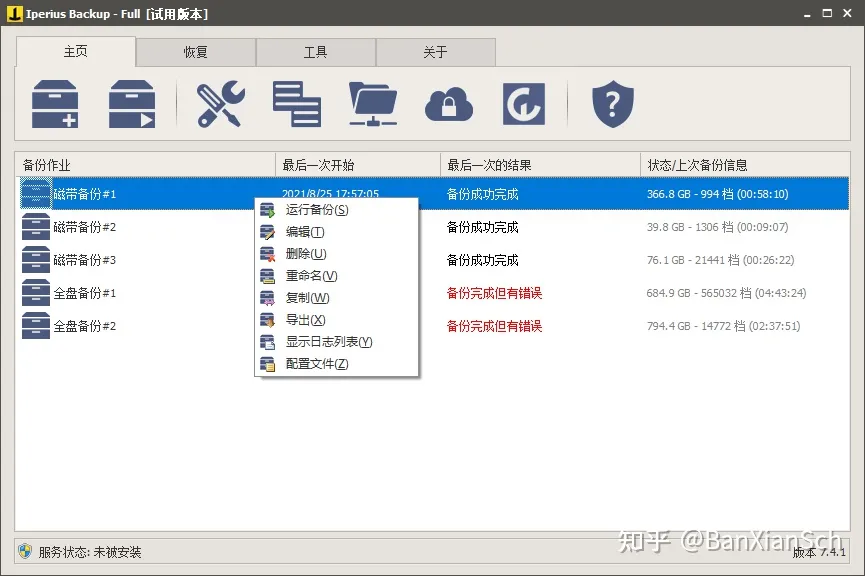 Iperius Backup - Full [试用版本]
主页 恢复 工具 关于
备份作业 最后一次开始 最后一次的结果 状态/上次备份信息
磁带备份#1 2021/8/25 17:57:05 备份成功完成 366.8 GB - 994 档 (00:58:10)
磁带备份#2 备份成功完成 39.8 GB - 1306 档 (00:09:07)
磁带备份#3 备份成功完成 76.1 GB - 21441 档 (00:26:22)
全盘备份#1 备份完成但有错误 684.9 GB - 565032 档 (04:43:24)
全盘备份#2 备份完成但有错误 794.4 GB - 14772 档 (02:37:51)
运行备份(S)
编辑(T)
删除(U)
重命名(V)
复制(W)
导出(X)
显示日志列表(Y)
配置文件(Z)
知乎 @BanXianSch
服务状态: 未被安装 版本 7.4.1